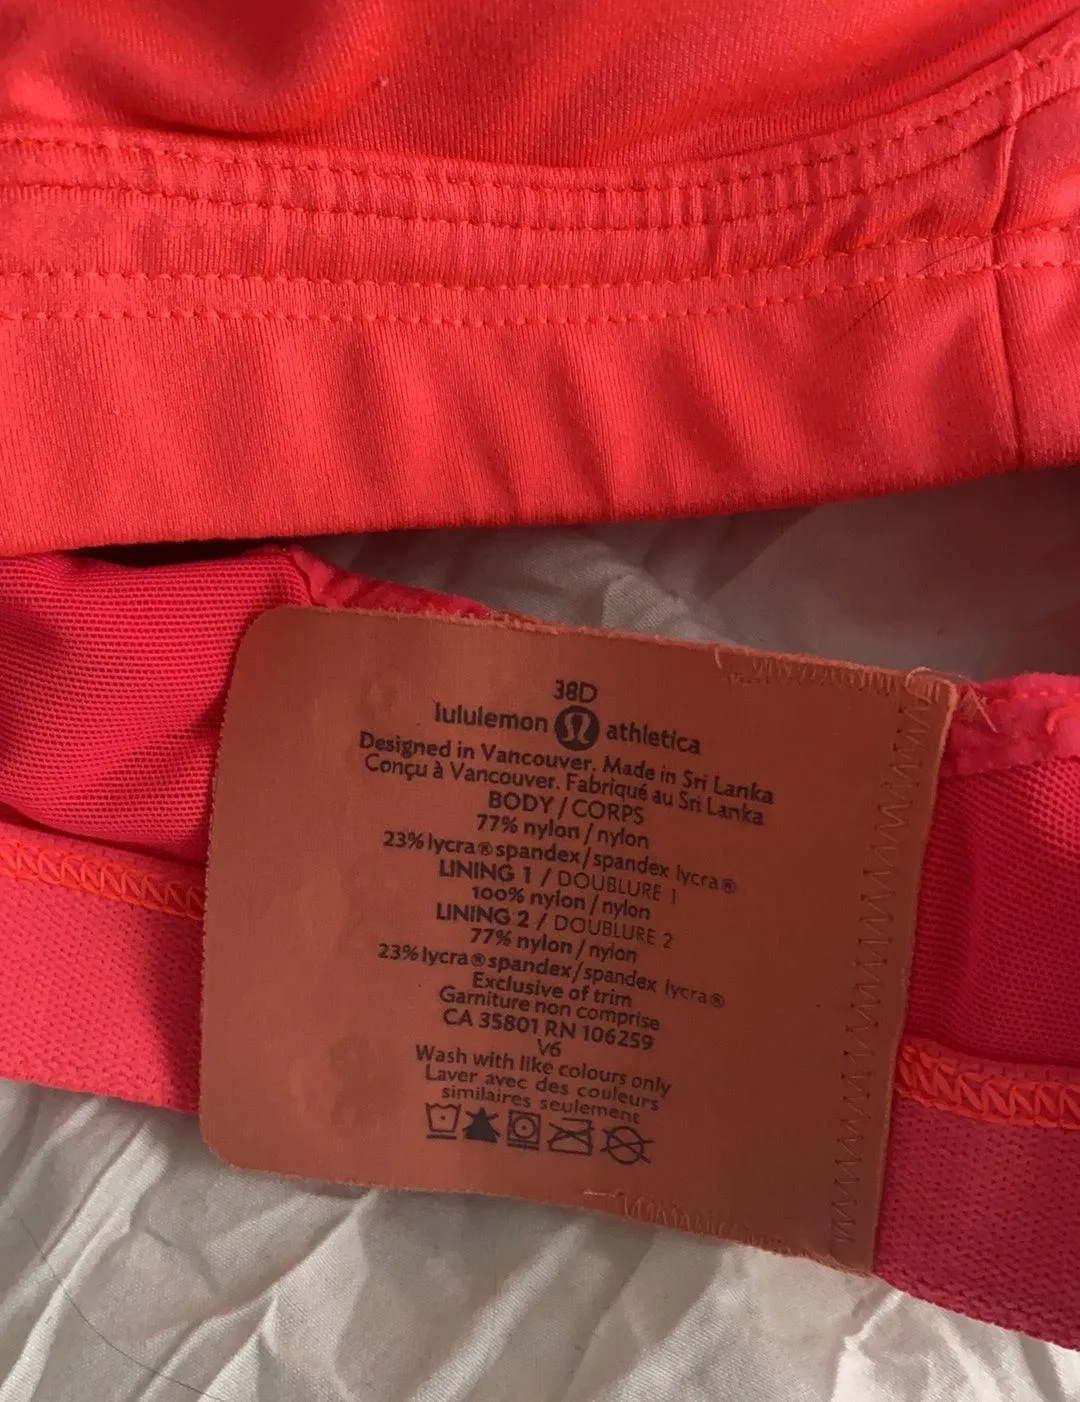 38D
lululemon athletica
Designed in Vancouver. Made in Sri Lanka
Conçu à Vancouver. Fabriqué au Sri Lanka
BODY / CORPS
77% nylon / nylon
23% lycra® spandex/spandex lycra®
LINING 1 / DOUBLURE 1
100% nylon / nylon
LINING 2 / DOUBLURE 2
77% nylon / nylon
23% lycra® spandex/spandex lycra®
Exclusive of trim
Garniture non comprise
CA 35801 RN 106259
V6
Wash with like colours only
Laver avec des couleurs
similaires seulement